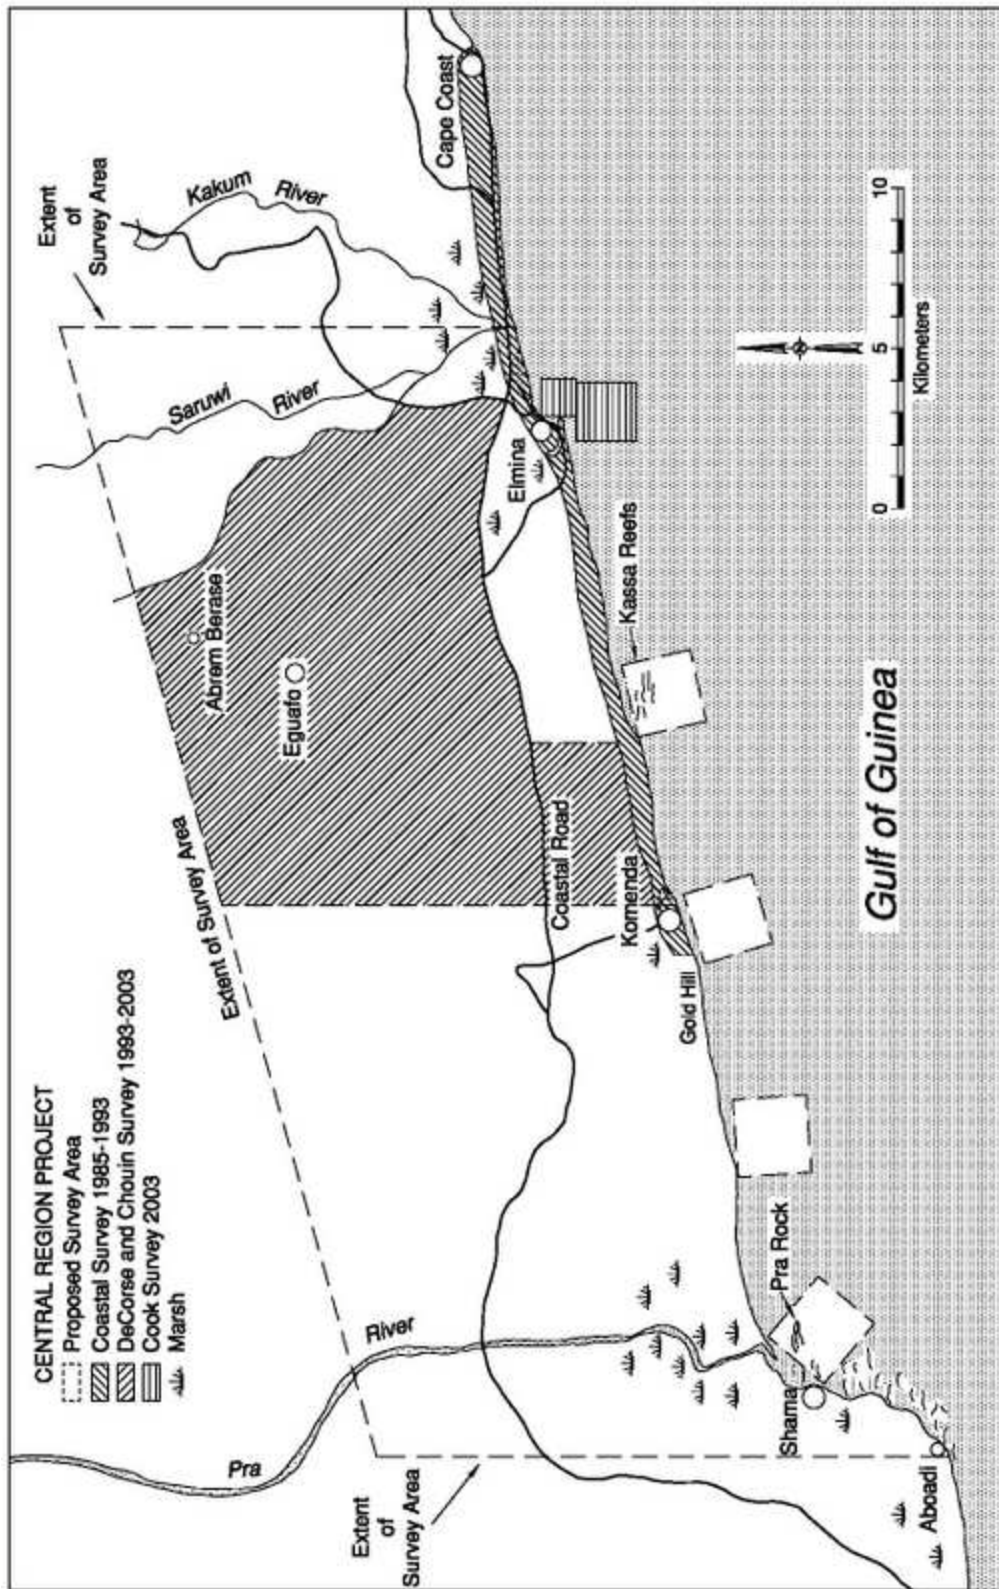 CENTRAL REGION PROJECT
Proposed Survey Area
Coastal Survey 1985-1993
DeCorse and Chouin Survey 1993-2003
Cook Survey 2003
Marsh
Extent of Survey Area
Extent
of
Survey Area
Kakum River
Saruwi River
Cape Coast
Abrem Berase
Eguafo
Elmina
Coastal Road
Komenda
Gold Hill
Kassa Reefs
Pra River
Pra Rock
Shama
Aboadi
Extent
of
Survey Area
Gulf of Guinea
N
0 5 10
Kilometers